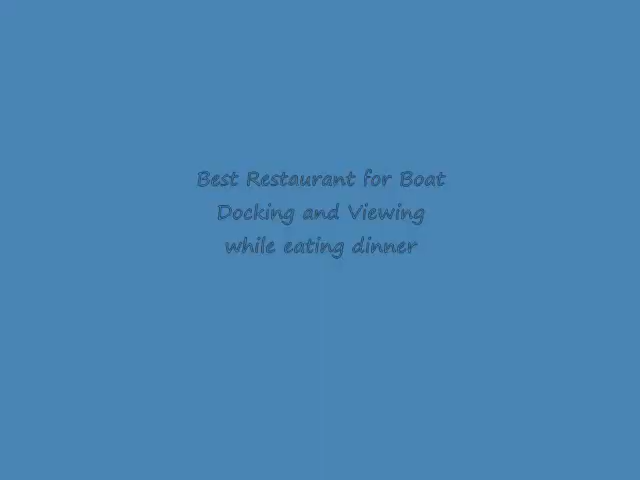 Best Restaurant for Boat
Docking and Viewing
while eating dinner